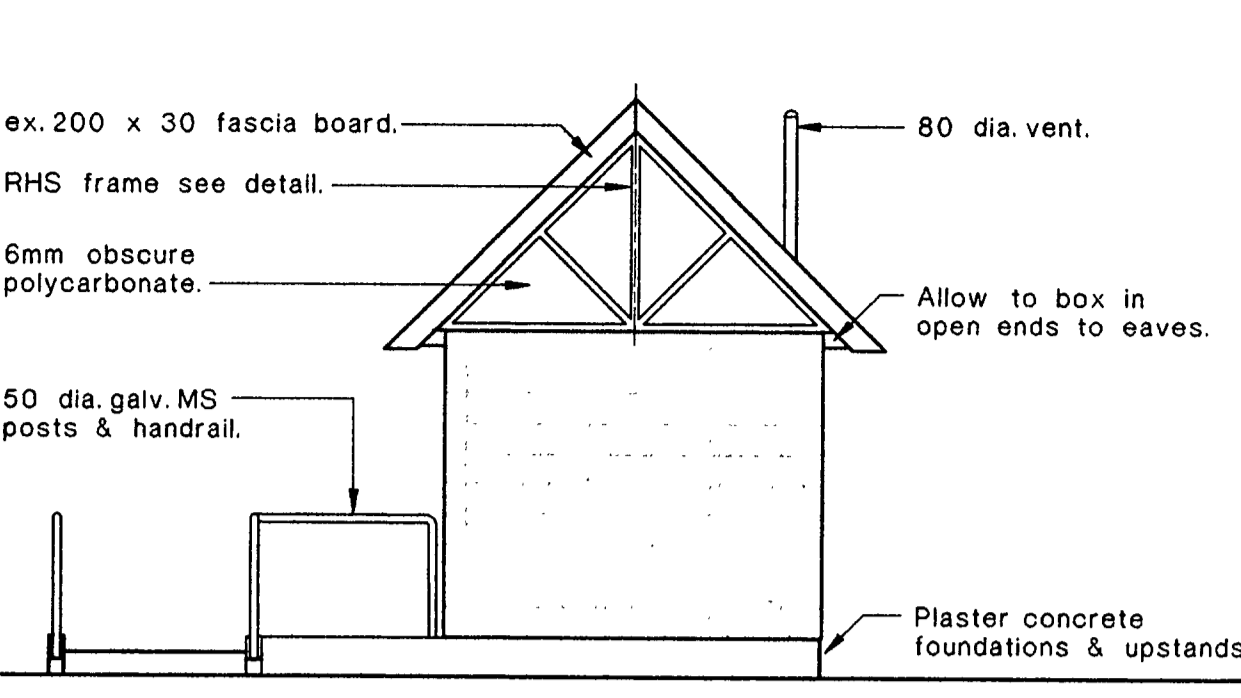 ex. 200 x 30 fascia board.
RHS frame see detail.
6mm obscure
polycarbonate.
50 dia. galv. MS
posts & handrail.
80 dia. vent.
Allow to box in
open ends to eaves.
Plaster concrete
foundations & upstands